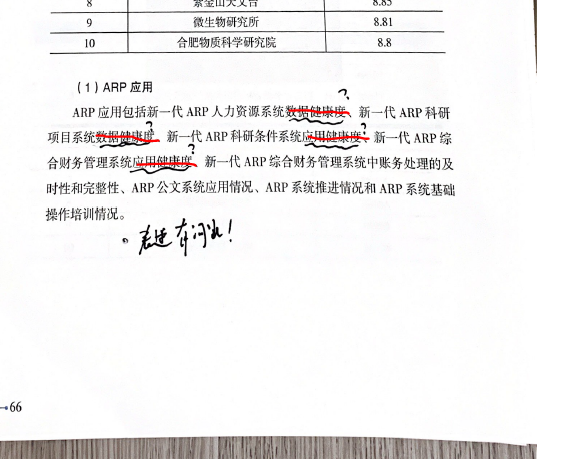 8 紫金山天文台 8.85
9 微生物研究所 8.81
10 合肥物质科学研究院 8.8
（1）ARP 应用
ARP 应用包括新一代 ARP 人力资源系统数据健康度、新一代 ARP 科研
项目系统数据健康度、新一代 ARP 科研条件系统应用健康度、新一代 ARP 综
合财务管理系统应用健康度、新一代 ARP 综合财务管理系统中账务处理的及
时性和完整性、ARP 公文系统应用情况、ARP 系统推进情况和 ARP 系统基础
操作培训情况。
表述有问题！
66